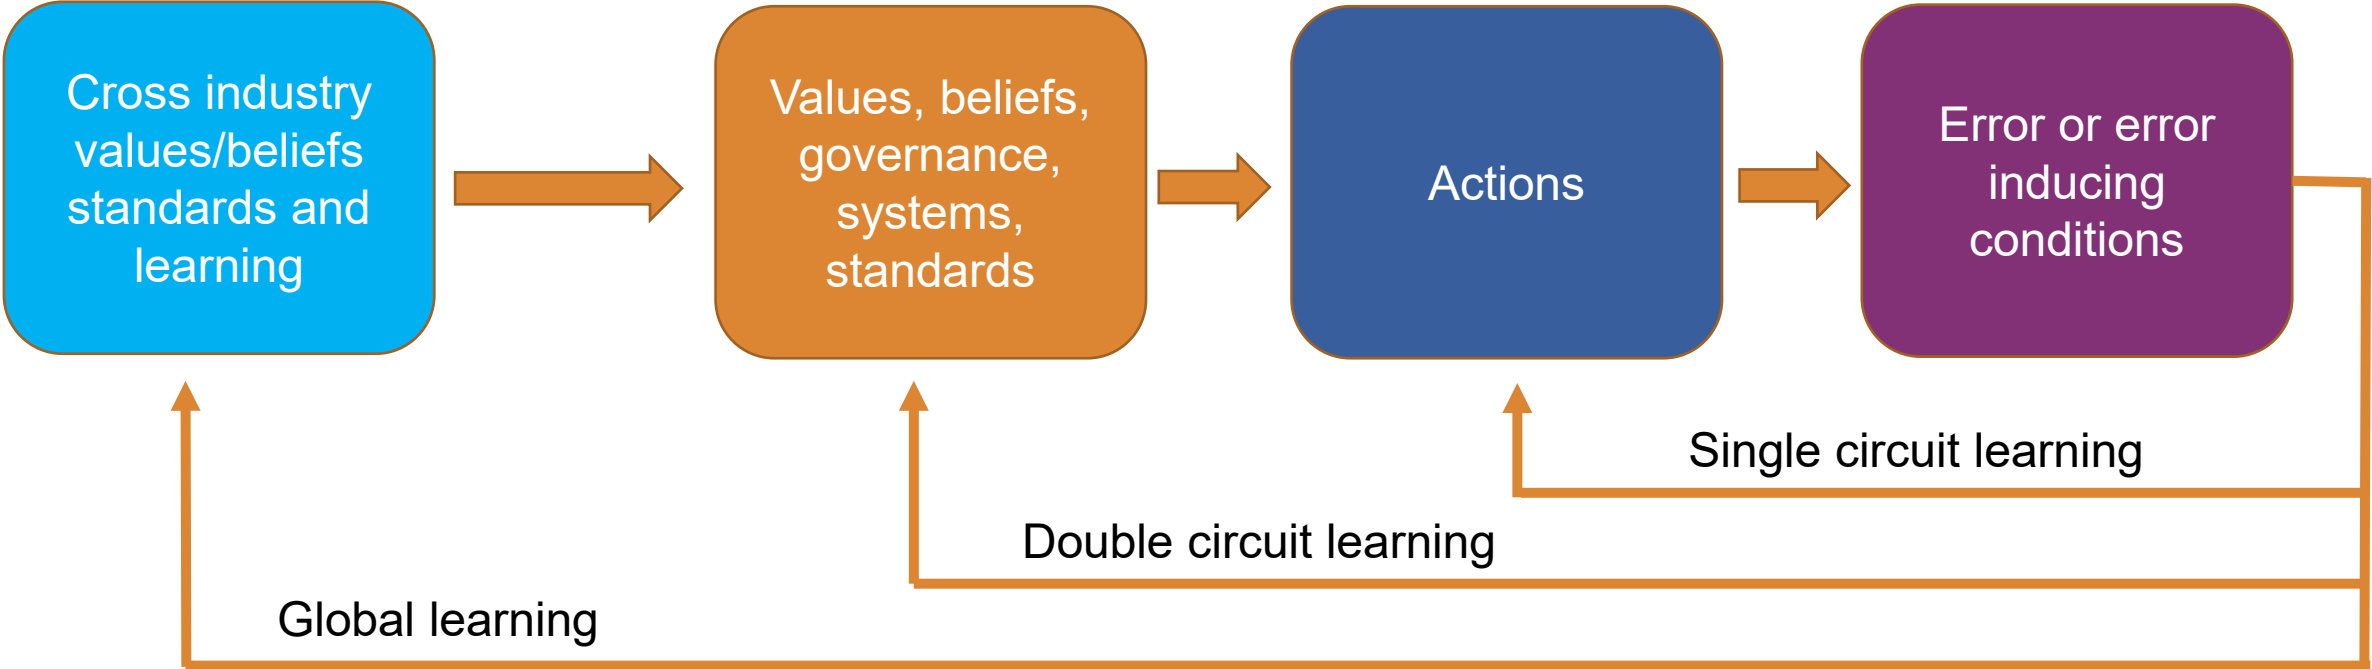 Cross industry
values/beliefs
standards and
learning
Values, beliefs,
governance,
systems,
standards
Actions
Error or error
inducing
conditions
Single circuit learning
Double circuit learning
Global learning